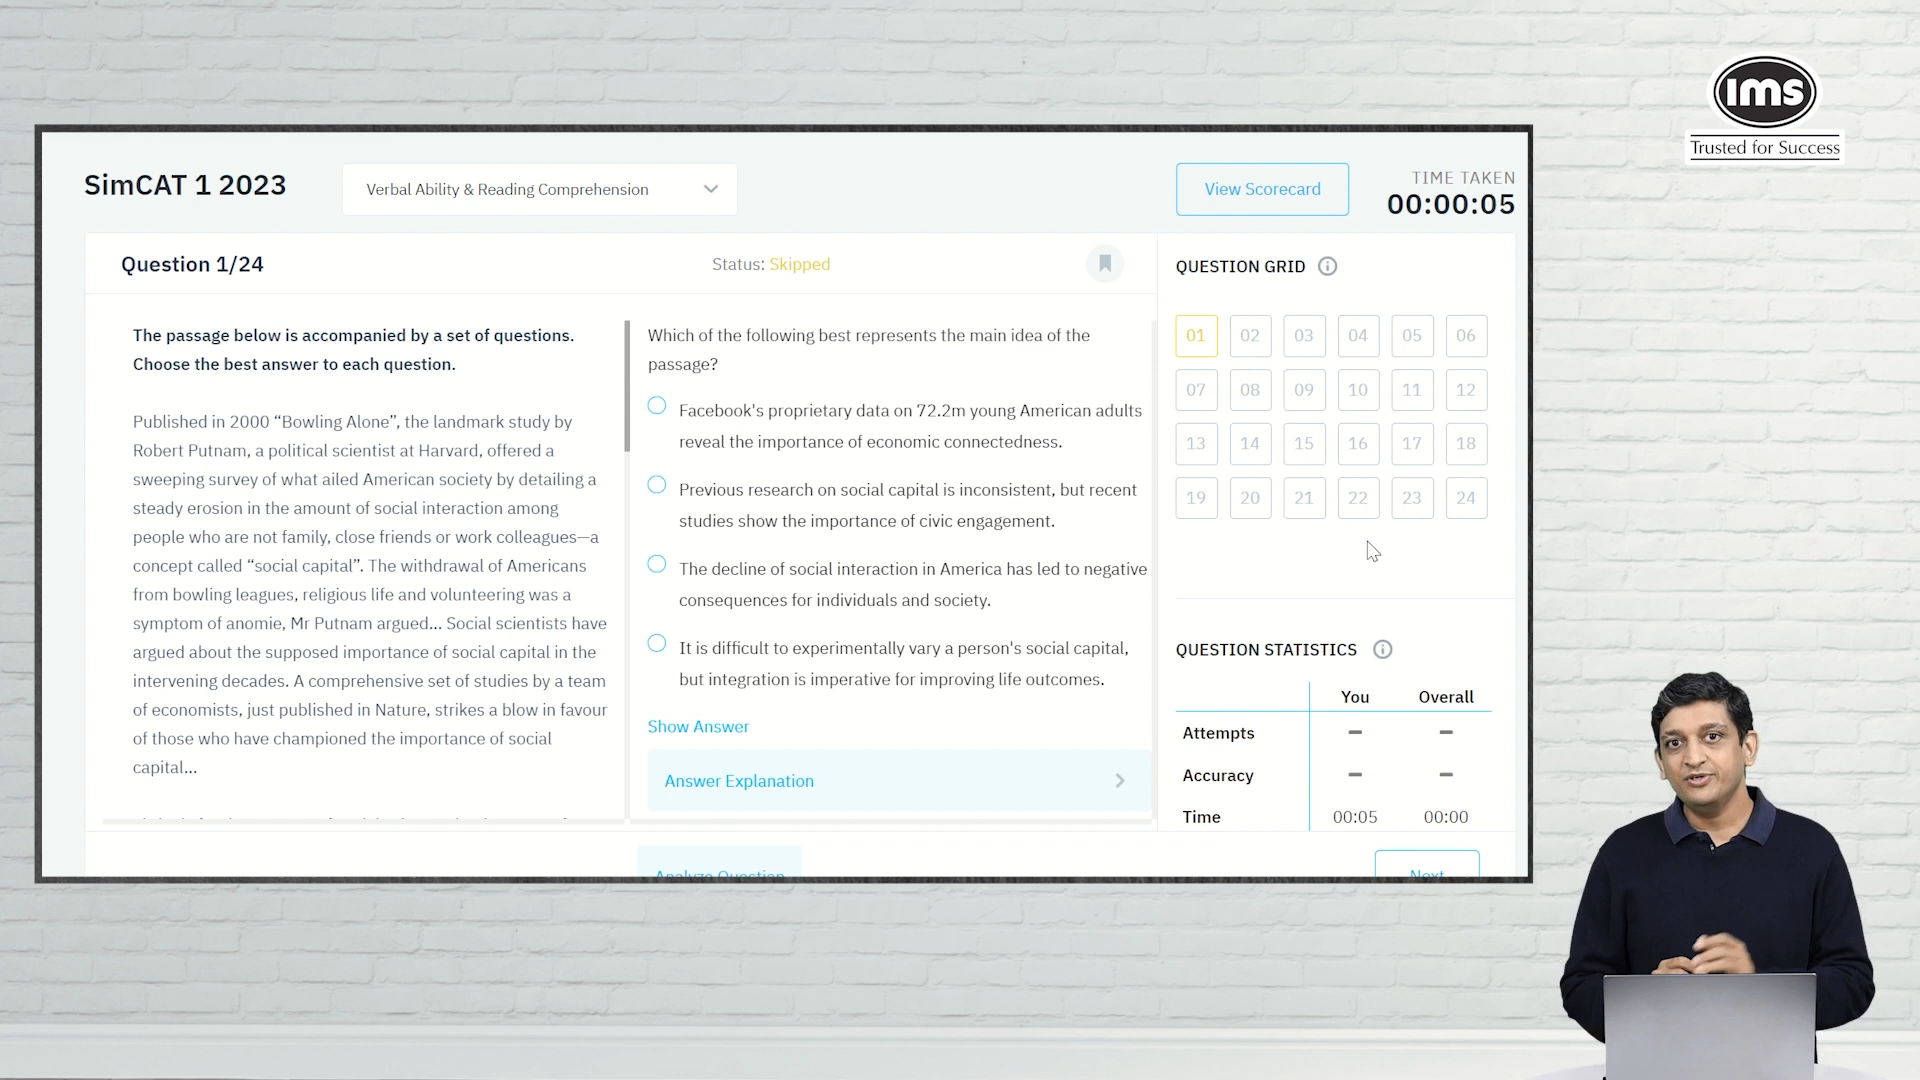 ims
Trusted for Success
SimCAT 1 2023
Verbal Ability & Reading Comprehension
View Scorecard
TIME TAKEN
00:00:05
Question 1/24
Status: Skipped
The passage below is accompanied by a set of questions.
Choose the best answer to each question.
Published in 2000 “Bowling Alone”, the landmark study by
Robert Putnam, a political scientist at Harvard, offered a
sweeping survey of what ailed American society by detailing a
steady erosion in the amount of social interaction among
people who are not family, close friends or work colleagues—a
concept called “social capital”. The withdrawal of Americans
from bowling leagues, religious life and volunteering was a
symptom of anomie, Mr Putnam argued... Social scientists have
argued about the supposed importance of social capital in the
intervening decades. A comprehensive set of studies by a team
of economists, just published in Nature, strikes a blow in favour
of those who have championed the importance of social
capital...
Which of the following best represents the main idea of the
passage?
Facebook's proprietary data on 72.2m young American adults
reveal the importance of economic connectedness.
Previous research on social capital is inconsistent, but recent
studies show the importance of civic engagement.
The decline of social interaction in America has led to negative
consequences for individuals and society.
It is difficult to experimentally vary a person's social capital,
but integration is imperative for improving life outcomes.
Show Answer
Answer Explanation
Analyze Question
QUESTION GRID
01 02 03 04 05 06
07 08 09 10 11 12
13 14 15 16 17 18
19 20 21 22 23 24
QUESTION STATISTICS
You Overall
Attempts – –
Accuracy – –
Time 00:05 00:00
Next